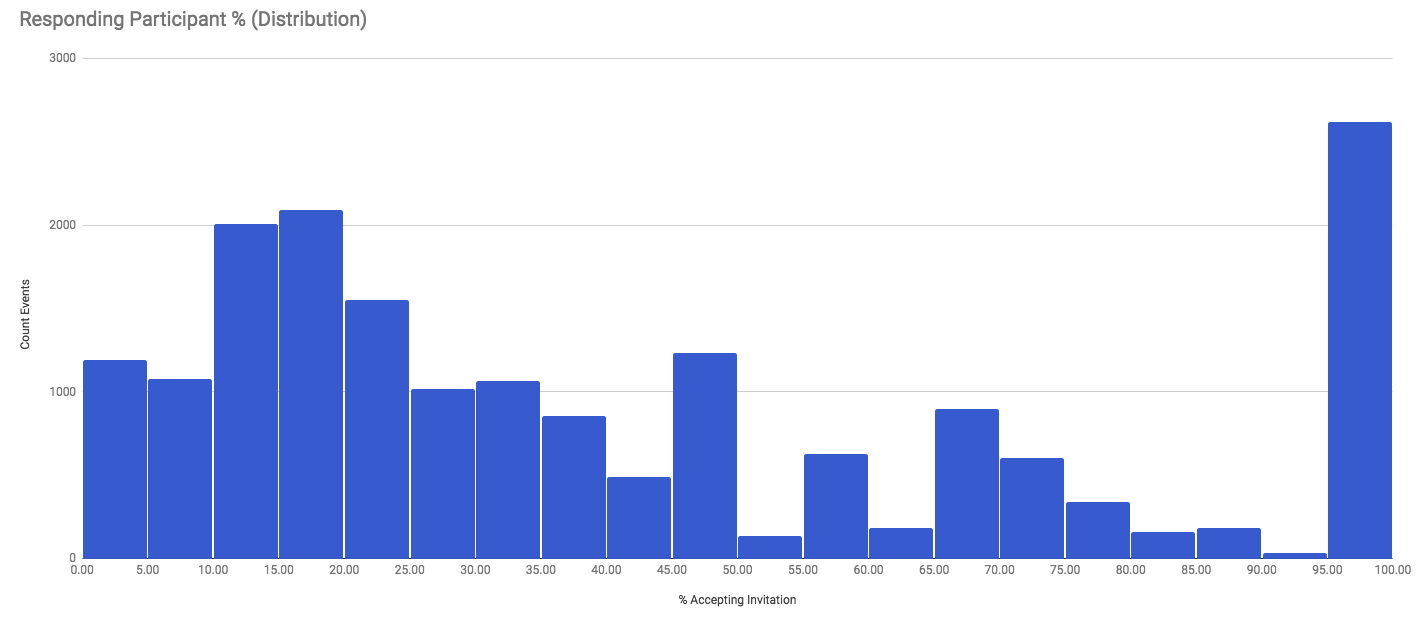 Responding Participant % (Distribution)
3000
2000
1000
0
Count Events
0.00 5.00 10.00 15.00 20.00 25.00 30.00 35.00 40.00 45.00 50.00 55.00 60.00 65.00 70.00 75.00 80.00 85.00 90.00 95.00 100.00
% Accepting Invitation